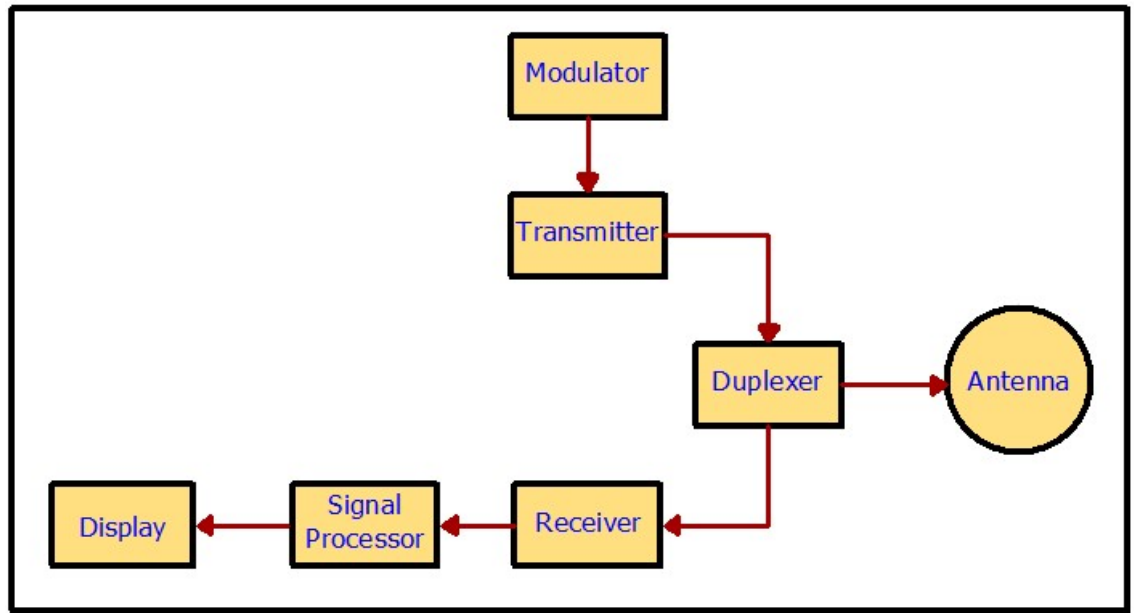 Modulator
Transmitter
Duplexer
Antenna
Display
Signal
Processor
Receiver